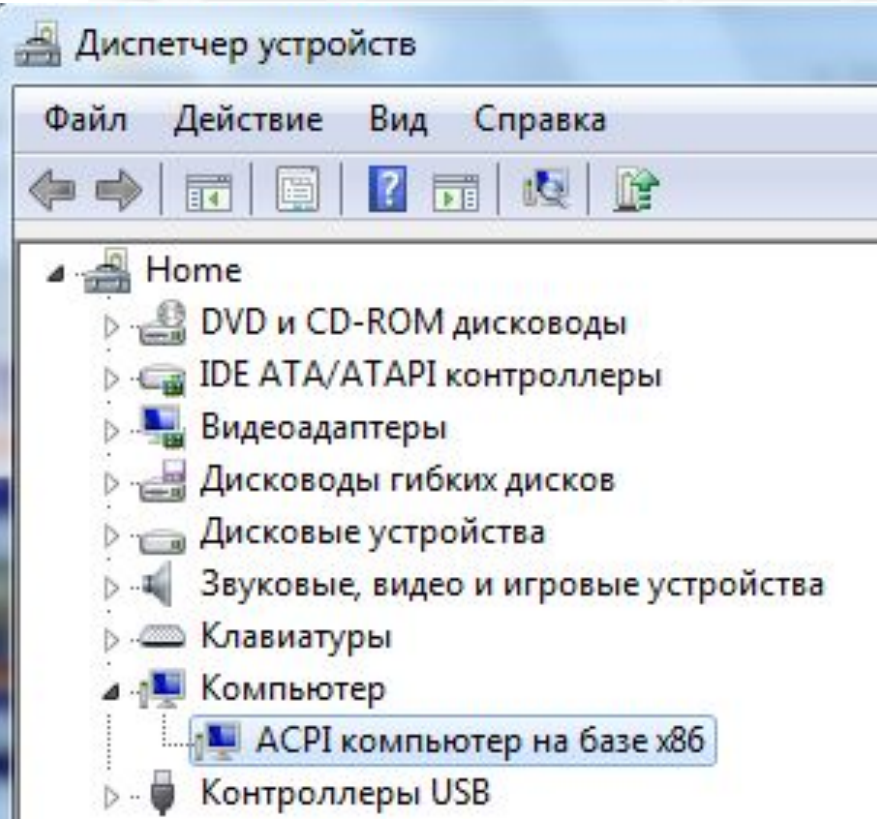 Диспетчер устройств
Файл Действие Вид Справка
?
Home
DVD и CD-ROM дисководы
IDE ATA/ATAPI контроллеры
Видеоадаптеры
Дисководы гибких дисков
Дисковые устройства
Звуковые, видео и игровые устройства
Клавиатуры
Компьютер
ACPI компьютер на базе x86
Контроллеры USB